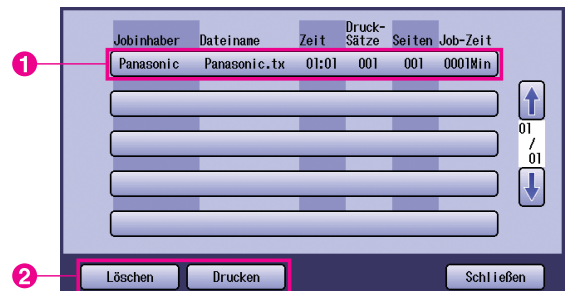 Jobinhaber Dateiname Zeit Druck-Sätze Seiten Job-Zeit
1 Panasonic Panasonic.tx 01:01 001 001 0001Min
01
/
01
2 Löschen Drucken Schließen